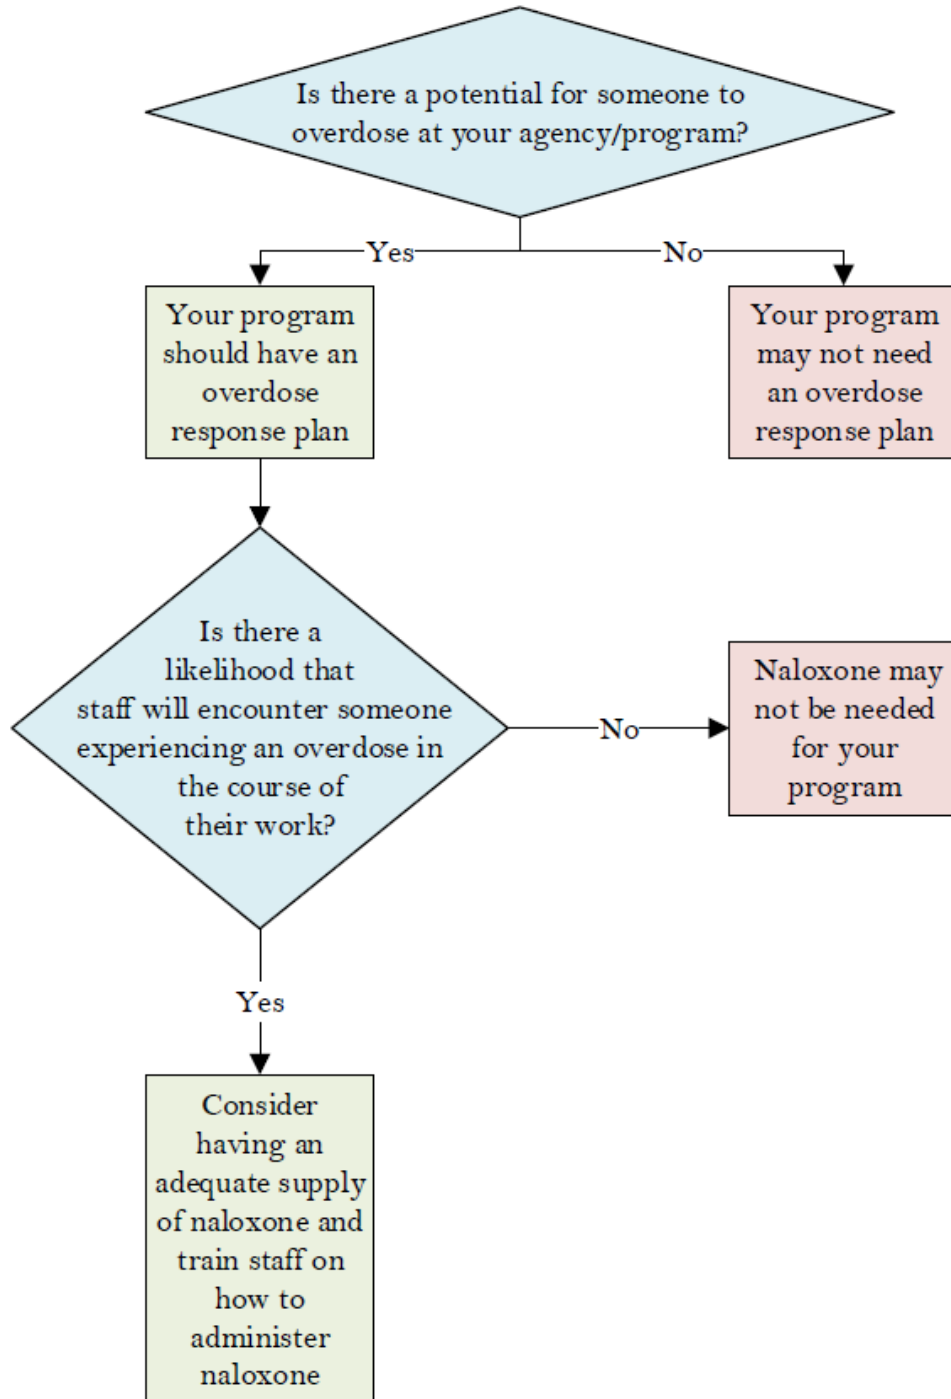 Is there a potential for someone to
overdose at your agency/program?
Yes
No
Your program
should have an
overdose
response plan
Your program
may not need
an overdose
response plan
Is there a
likelihood that
staff will encounter someone
experiencing an overdose in
the course of
their work?
No
Naloxone may
not be needed
for your
program
Yes
Consider
having an
adequate supply
of naloxone and
train staff on
how to
administer
naloxone